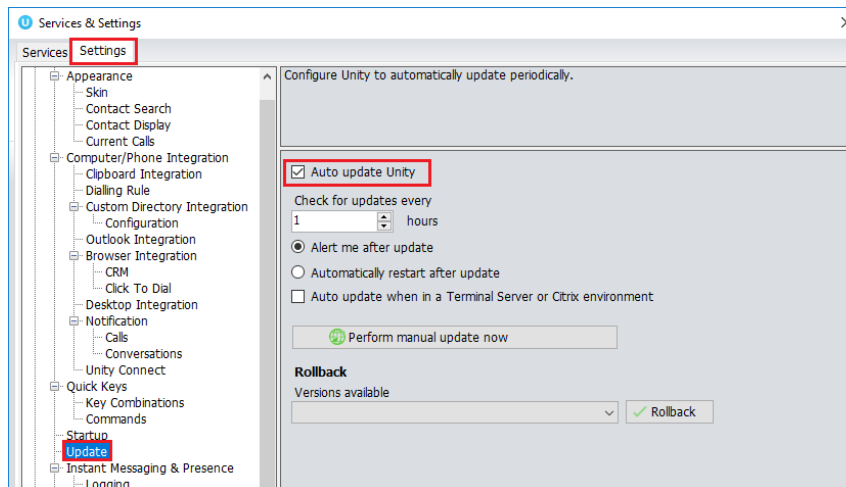 Services & Settings
Services
Settings
Appearance
Skin
Contact Search
Contact Display
Current Calls
Computer/Phone Integration
Clipboard Integration
Dialling Rule
Custom Directory Integration
Configuration
Outlook Integration
Browser Integration
CRM
Click To Dial
Desktop Integration
Notification
Calls
Conversations
Unity Connect
Quick Keys
Key Combinations
Commands
Startup
Update
Instant Messaging & Presence
Logging
Configure Unity to automatically update periodically.
Auto update Unity
Check for updates every
1 hours
Alert me after update
Automatically restart after update
Auto update when in a Terminal Server or Citrix environment
Perform manual update now
Rollback
Versions available
Rollback